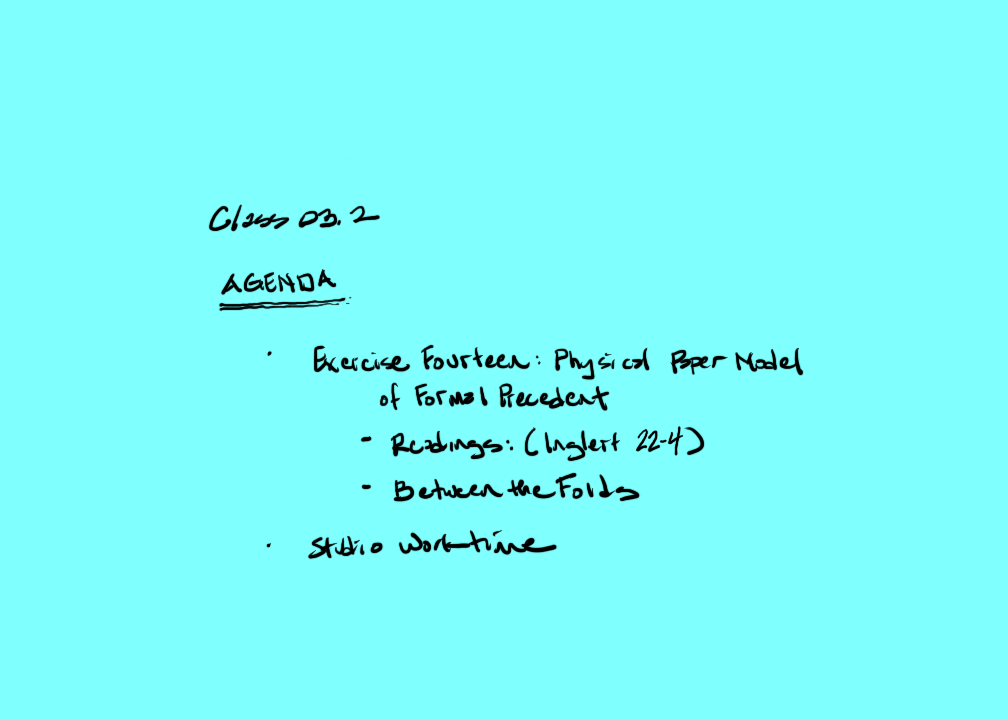 Class 03.2
AGENDA
· Exercise Fourteen: Physical Paper Model
of Formal Precedent
- Readings: (Inglert 22-4)
- Between the Folds
· Studio Work-time